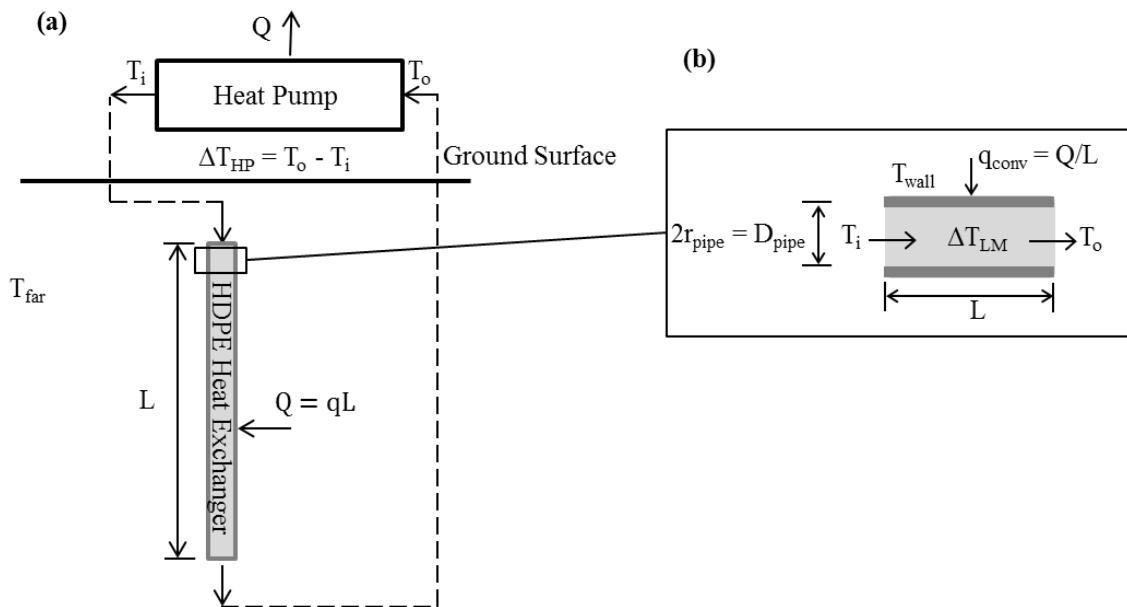 (a)
Q
T_i
T_o
Heat Pump
ΔT_HP = T_o - T_i
Ground Surface
T_far
HDPE Heat Exchanger
L
Q = qL
(b)
q_conv = Q/L
T_wall
2r_pipe = D_pipe
T_i
ΔT_LM
T_o
L